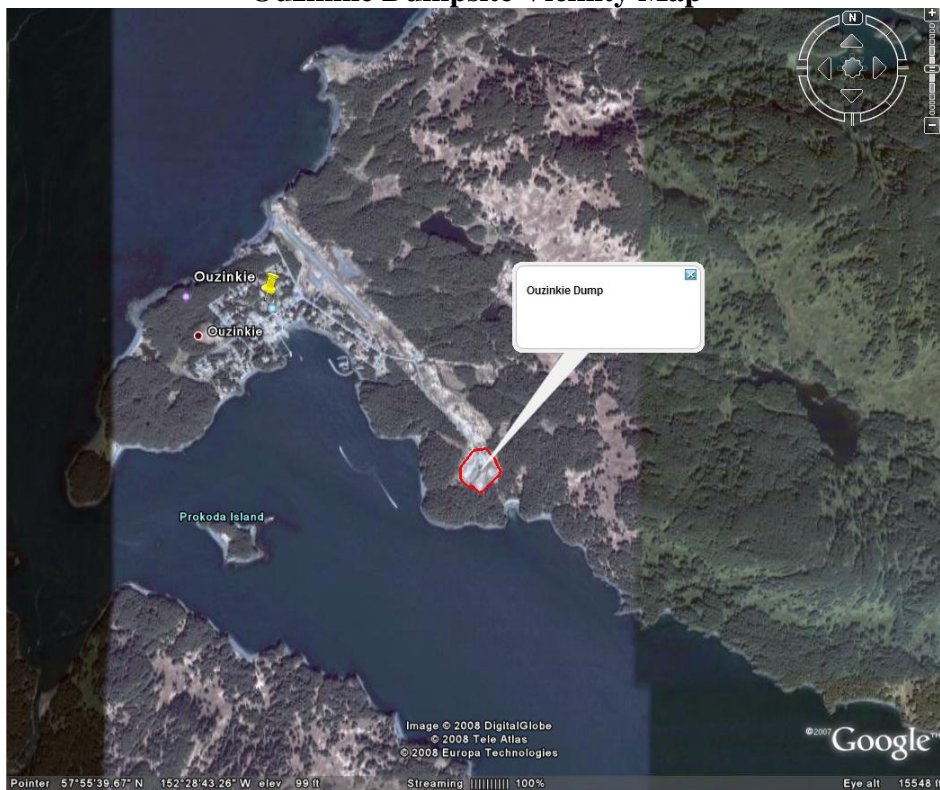 Ouzinkie Dumpsite Vicinity Map
N
Ouzinkie
Ouzinkie Dump
Ouzinkie
Prokoda Island
Image © 2008 DigitalGlobe
© 2008 Tele Atlas
© 2008 Europa Technologies
©2007 Google™
Pointer 57°55'39.67" N 152°28'43.26" W elev 99 ft Streaming ||||||||| 100% Eye alt 15548 ft